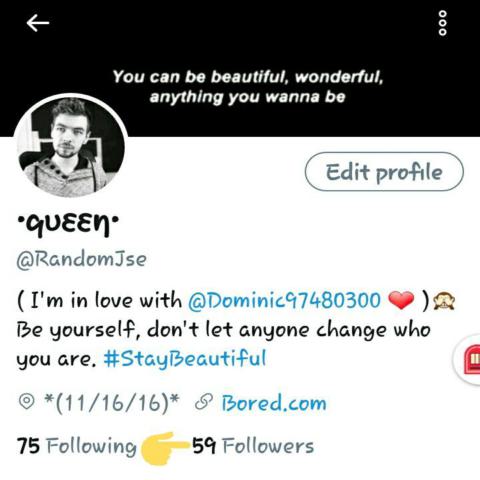 You can be beautiful, wonderful,
anything you wanna be
Edit profile
•queen•
@RandomJse
( I'm in love with @Dominic97480300 ❤ )🙊
Be yourself, don't let anyone change who
you are. #StayBeautiful
*(11/16/16)* Bored.com
75 Following 👉 59 Followers